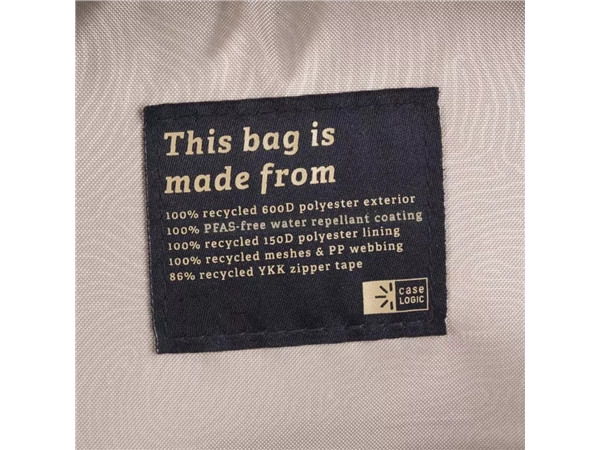 This bag is
made from
100% recycled 600D polyester exterior
100% PFAS-free water repellant coating
100% recycled 150D polyester lining
100% recycled meshes & PP webbing
86% recycled YKK zipper tape
case
LOGIC